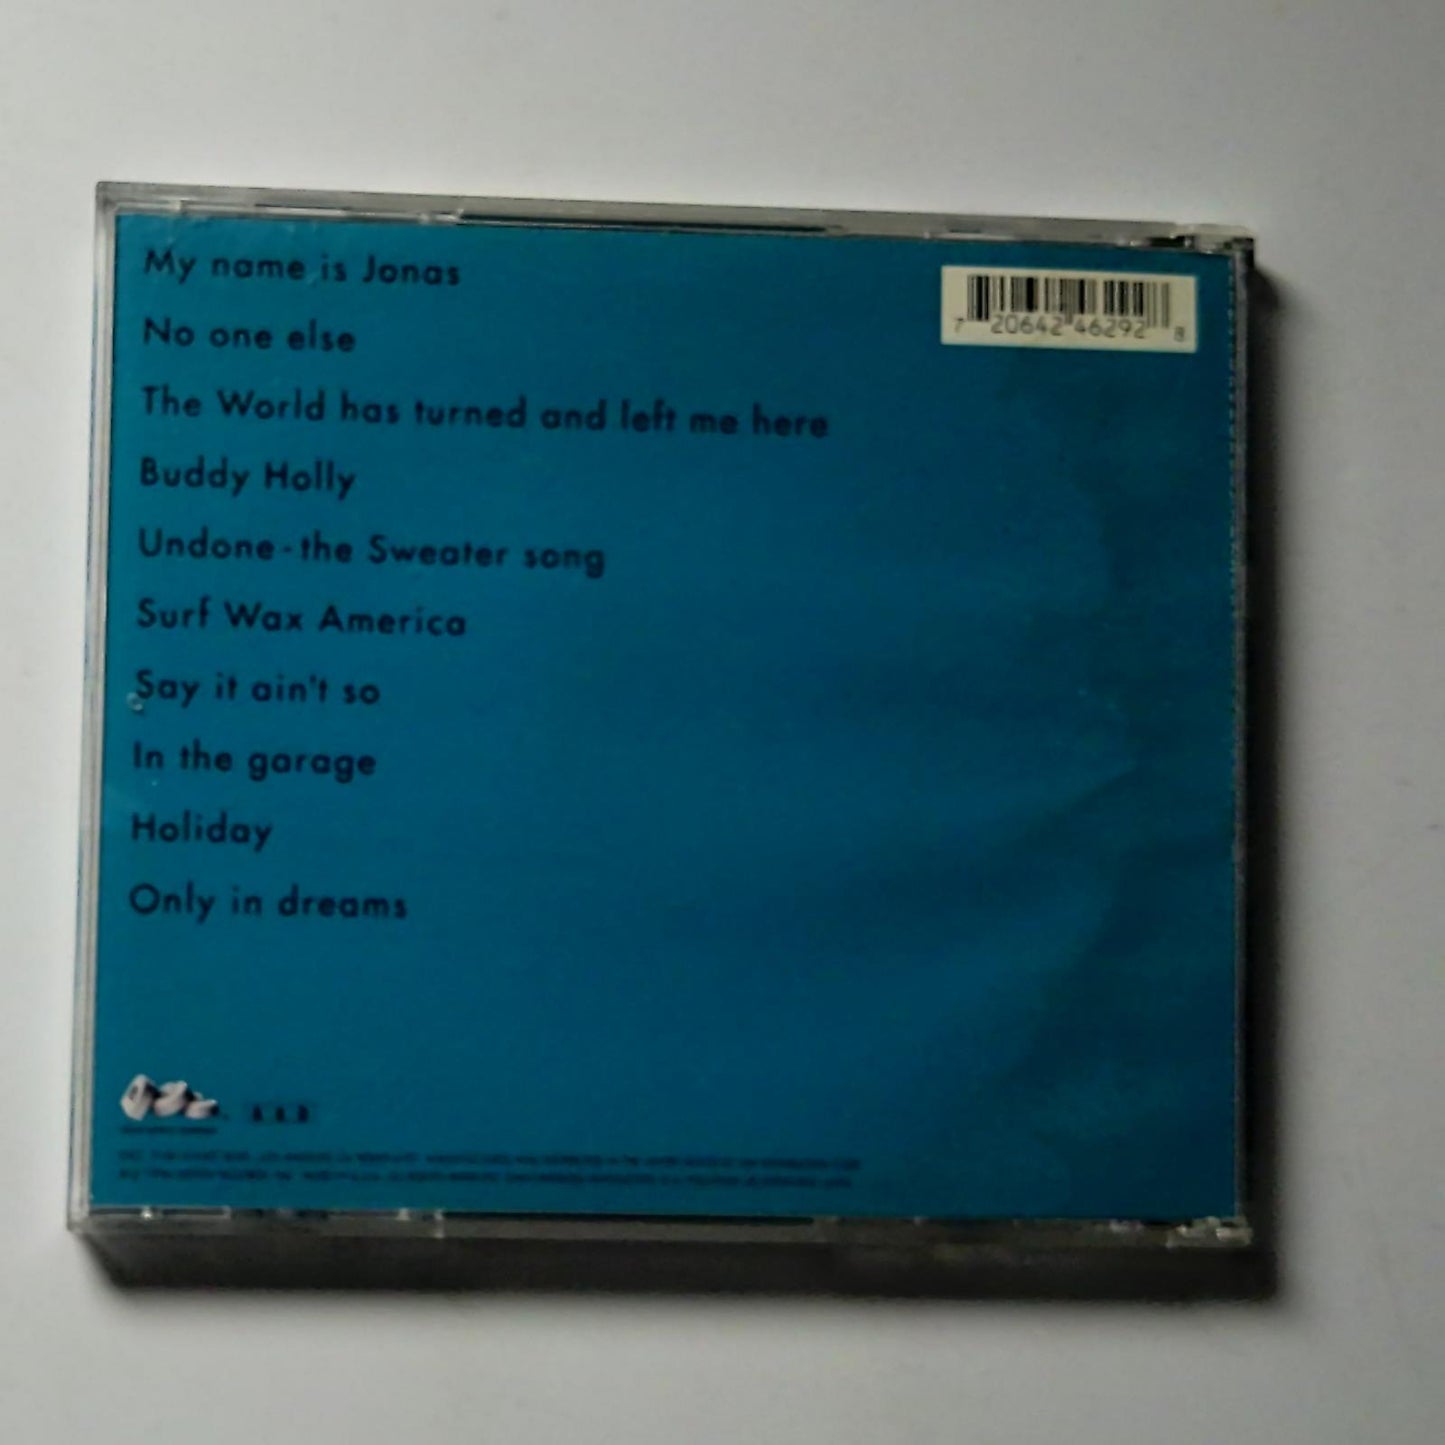 My name is Jonas
7 20642 46292 8
No one else
The World has turned and left me here
Buddy Holly
Undone - the Sweater song
Surf Wax America
Say it ain't so
In the garage
Holiday
Only in dreams